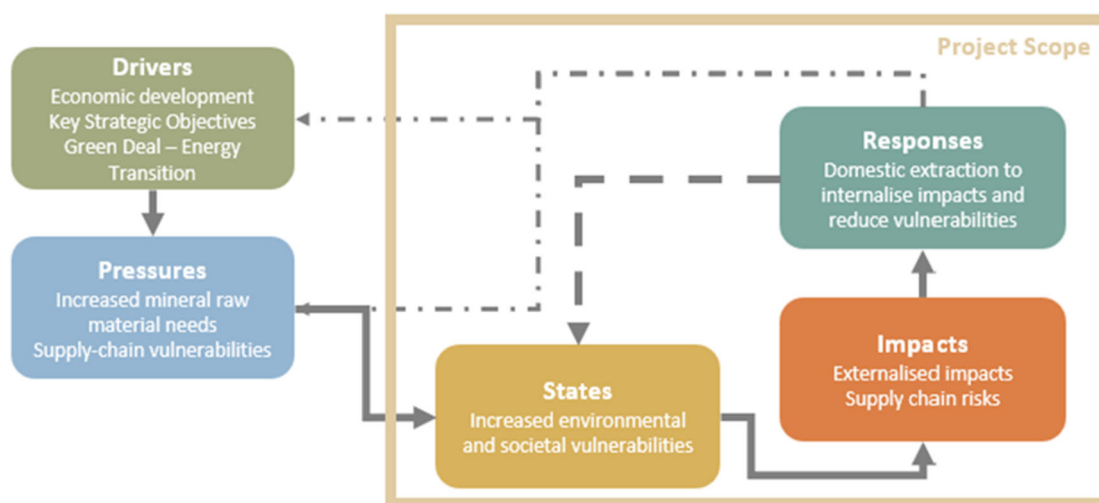 Project Scope
Drivers
Economic development
Key Strategic Objectives
Green Deal – Energy
Transition
Pressures
Increased mineral raw
material needs
Supply-chain vulnerabilities
States
Increased environmental
and societal vulnerabilities
Impacts
Externalised impacts
Supply chain risks
Responses
Domestic extraction to
internalise impacts and
reduce vulnerabilities